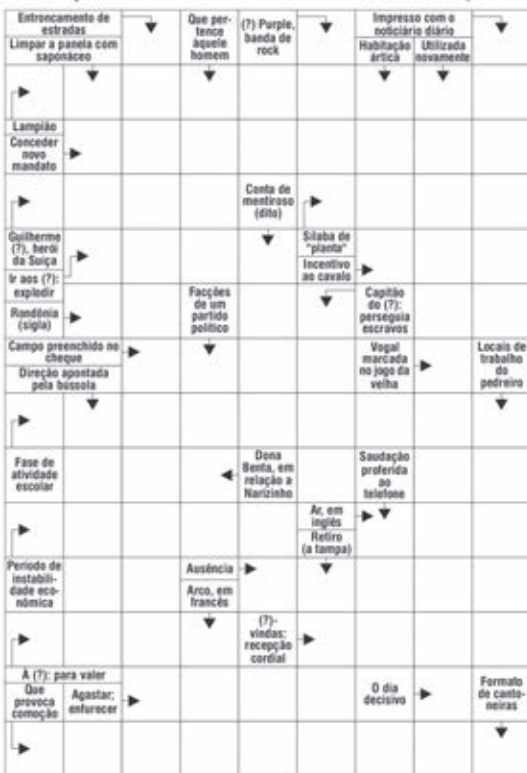 Entroncamento de
estradas
Limpar a panela com
saponáceo
Que per-
tence
àquele
homem
(?) Purple,
banda de
rock
Impresso com o
noticiário diário
Habitação
ártica
Utilizada
novamente
Lampião
Conceder
novo
mandato
Conta de
mentiroso
(dito)
Guilherme
(?), herói
da Suíça
Sílaba de
"planta"
Incentivo
ao cavalo
Ir aos (?):
explodir
Rondônia
(sigla)
Facções
de um
partido
político
Capitão
do (?):
perseguia
escravos
Campo preenchido no
cheque
Direção apontada
pela bússola
Vogal
marcada
no jogo da
velha
Locais de
trabalho
do
pedreiro
Fase de
atividade
escolar
Dona
Benta, em
relação a
Narizinho
Saudação
proferida
ao
telefone
Ar, em
inglês
Retiro
(a tampa)
Período de
instabili-
dade eco-
nômica
Ausência
Arco, em
francês
(?)-
vindas:
recepção
cordial
À (?): para valer
Que
provoca
comoção
Agastar;
enfurecer
O dia
decisivo
Formato
de canto-
neiras